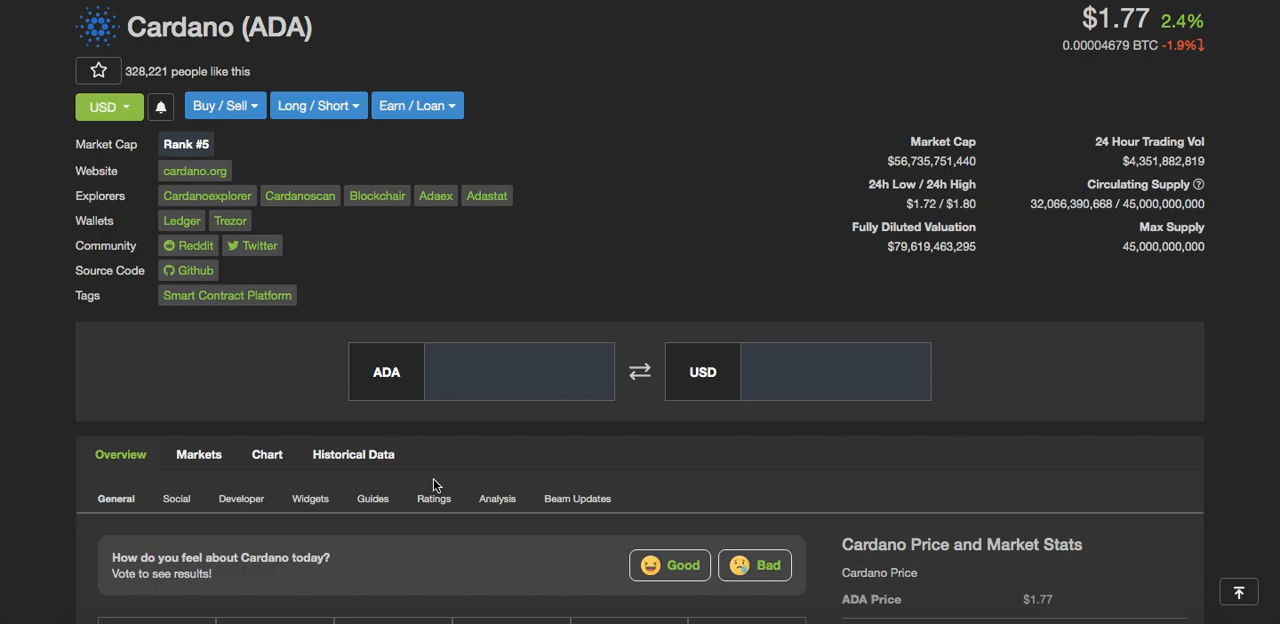 Cardano (ADA)
$1.77 2.4%
0.00004679 BTC -1.9%
328,221 people like this
USD
Buy / Sell
Long / Short
Earn / Loan
Market Cap Rank #5
Website cardano.org
Explorers Cardanoexplorer Cardanoscan Blockchair Adaex Adastat
Wallets Ledger Trezor
Community Reddit Twitter
Source Code Github
Tags Smart Contract Platform
Market Cap
$56,735,751,440
24h Low / 24h High
$1.72 / $1.80
Fully Diluted Valuation
$79,619,463,295
24 Hour Trading Vol
$4,351,882,819
Circulating Supply ?
32,066,390,668 / 45,000,000,000
Max Supply
45,000,000,000
ADA
USD
Overview Markets Chart Historical Data
General Social Developer Widgets Guides Ratings Analysis Beam Updates
How do you feel about Cardano today?
Vote to see results!
Good
Bad
Cardano Price and Market Stats
Cardano Price
ADA Price $1.77